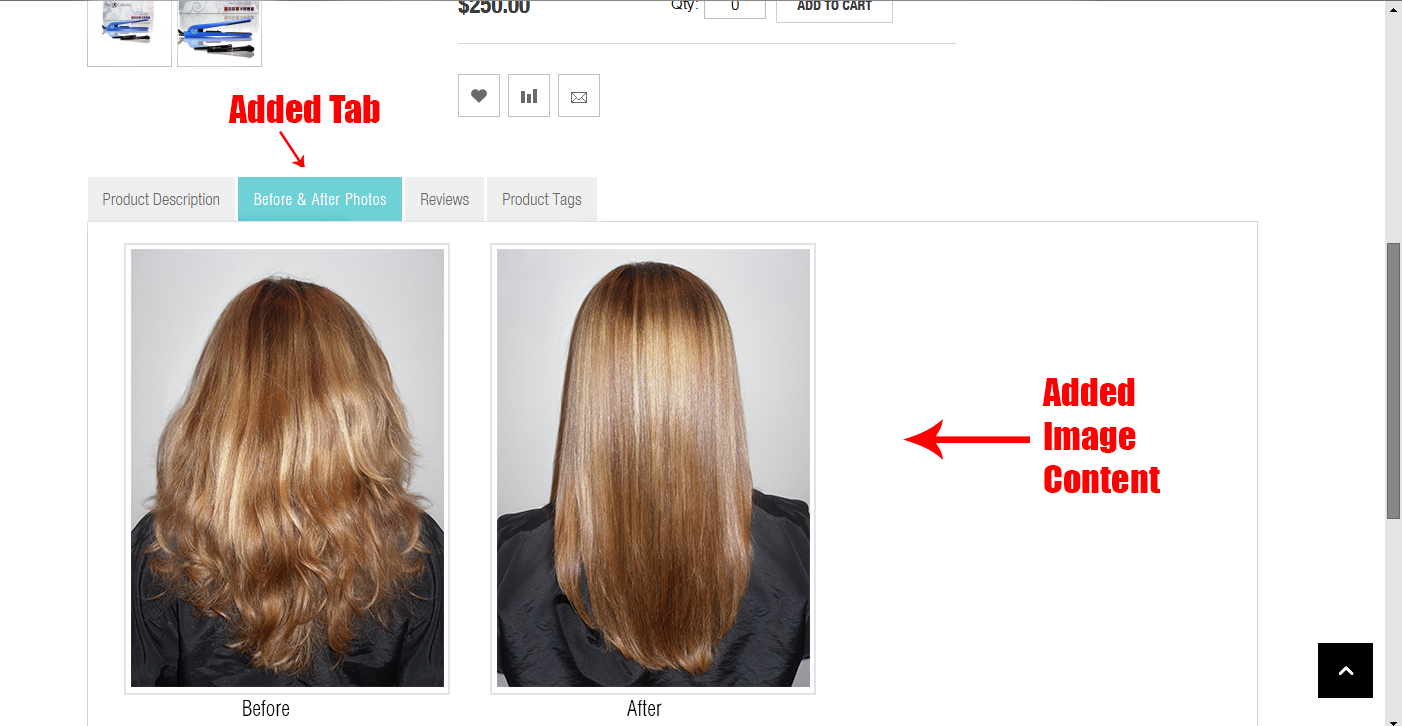 $250.00 Qty: 0 ADD TO CART
Added Tab
Product Description Before & After Photos Reviews Product Tags
Added
Image
Content
Before After